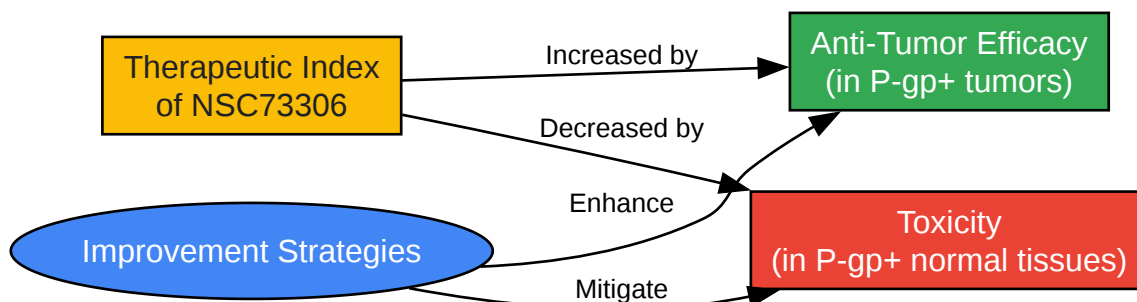 Therapeutic Index
of NSC73306
Increased by
Anti-Tumor Efficacy
(in P-gp+ tumors)
Decreased by
Enhance
Improvement Strategies
Toxicity
(in P-gp+ normal tissues)
Mitigate